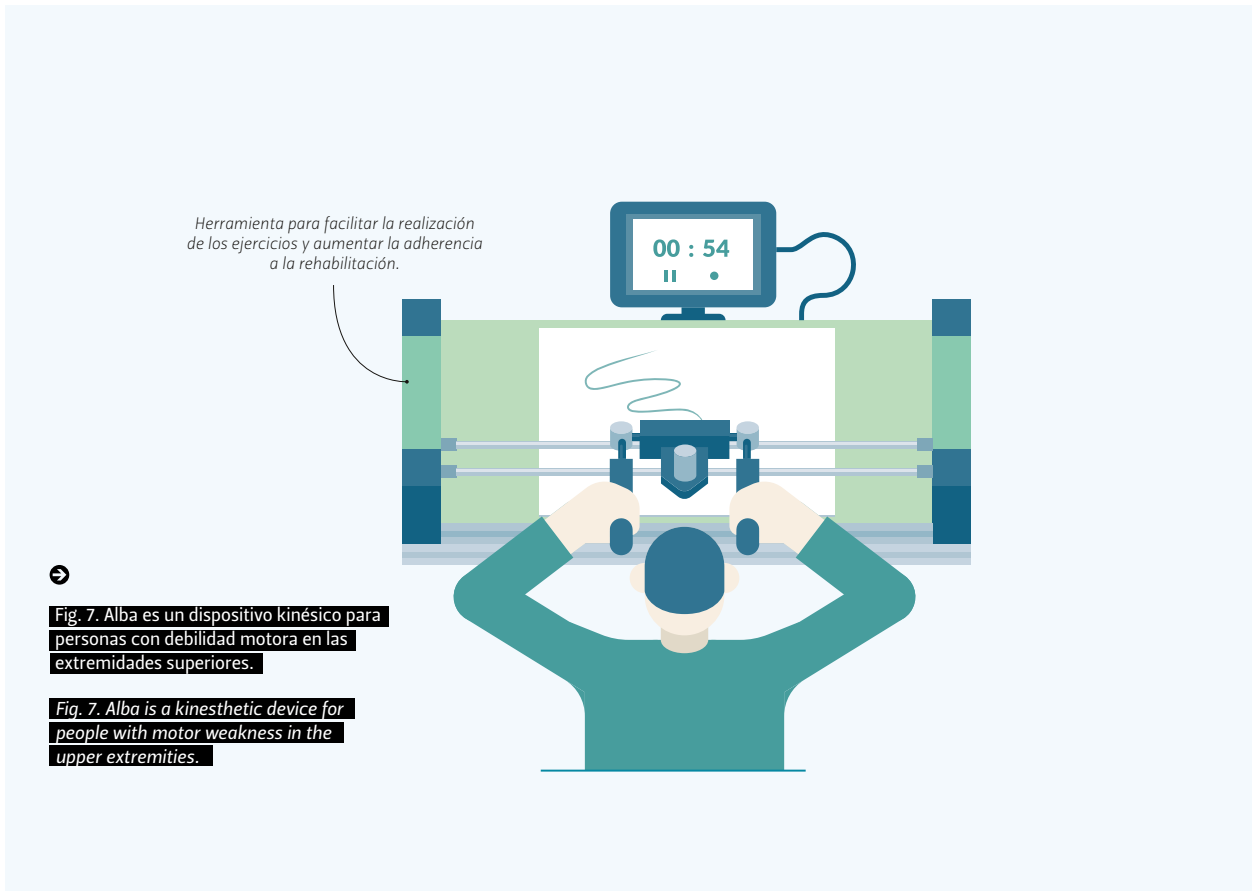 Herramienta para facilitar la realización
de los ejercicios y aumentar la adherencia
a la rehabilitación.
00 : 54
Fig. 7. Alba es un dispositivo kinésico para
personas con debilidad motora en las
extremidades superiores.
Fig. 7. Alba is a kinesthetic device for
people with motor weakness in the
upper extremities.